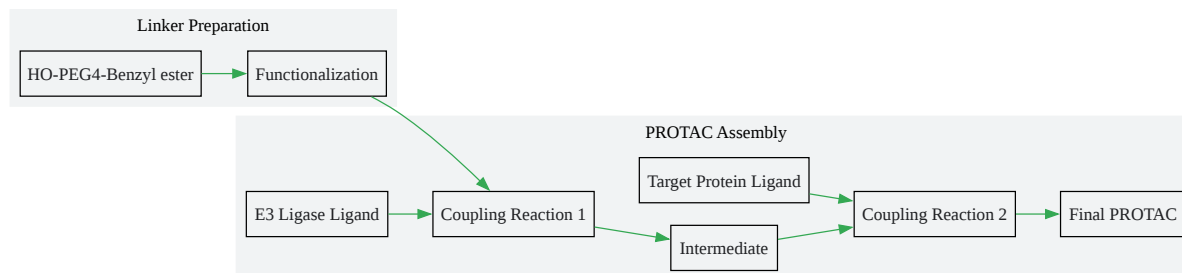 Linker Preparation
HO-PEG4-Benzyl ester
Functionalization
PROTAC Assembly
Target Protein Ligand
E3 Ligase Ligand
Coupling Reaction 1
Coupling Reaction 2
Final PROTAC
Intermediate